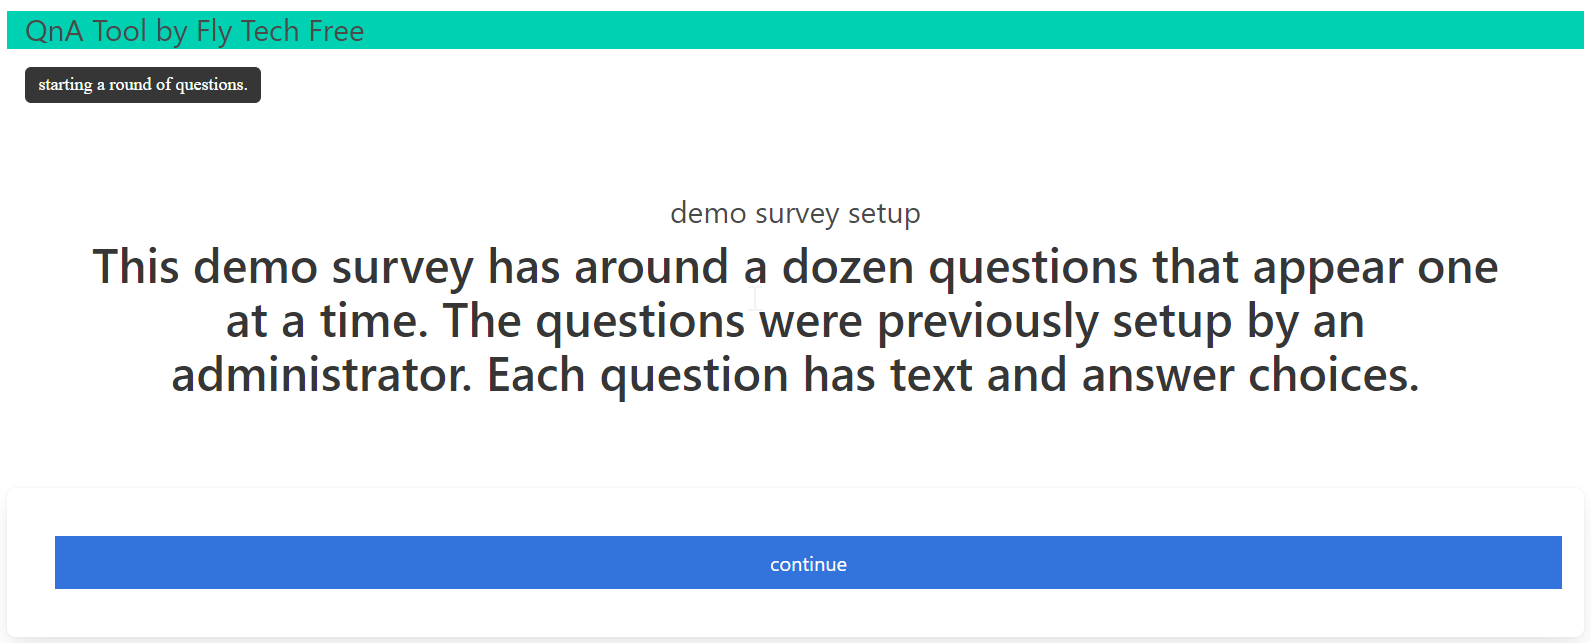 QnA Tool by Fly Tech Free
starting a round of questions.
demo survey setup
This demo survey has around a dozen questions that appear one
at a time. The questions were previously setup by an
administrator. Each question has text and answer choices.
continue